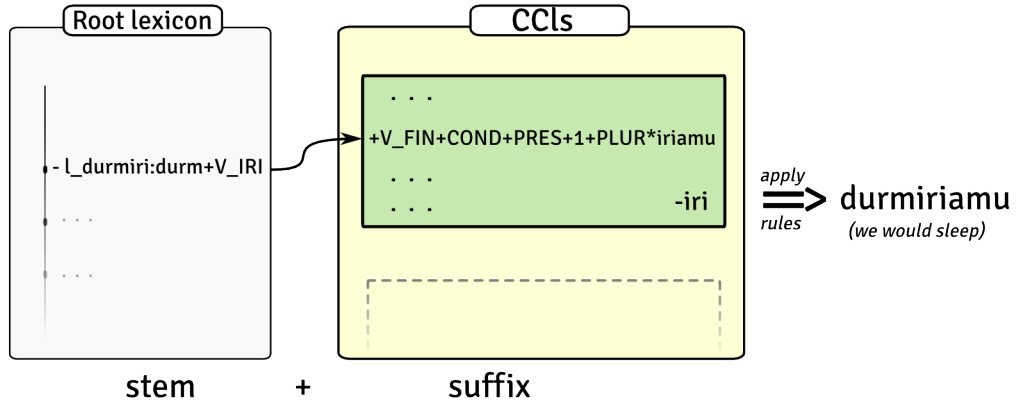 Root lexicon
- l_durmiri:durm+V_IRI
. . .
. . .
CCls
. . .
+V_FIN+COND+PRES+1+PLUR*iriamu
. . .
. . .
-iri
apply
rules
durmiriamu
(we would sleep)
stem + suffix